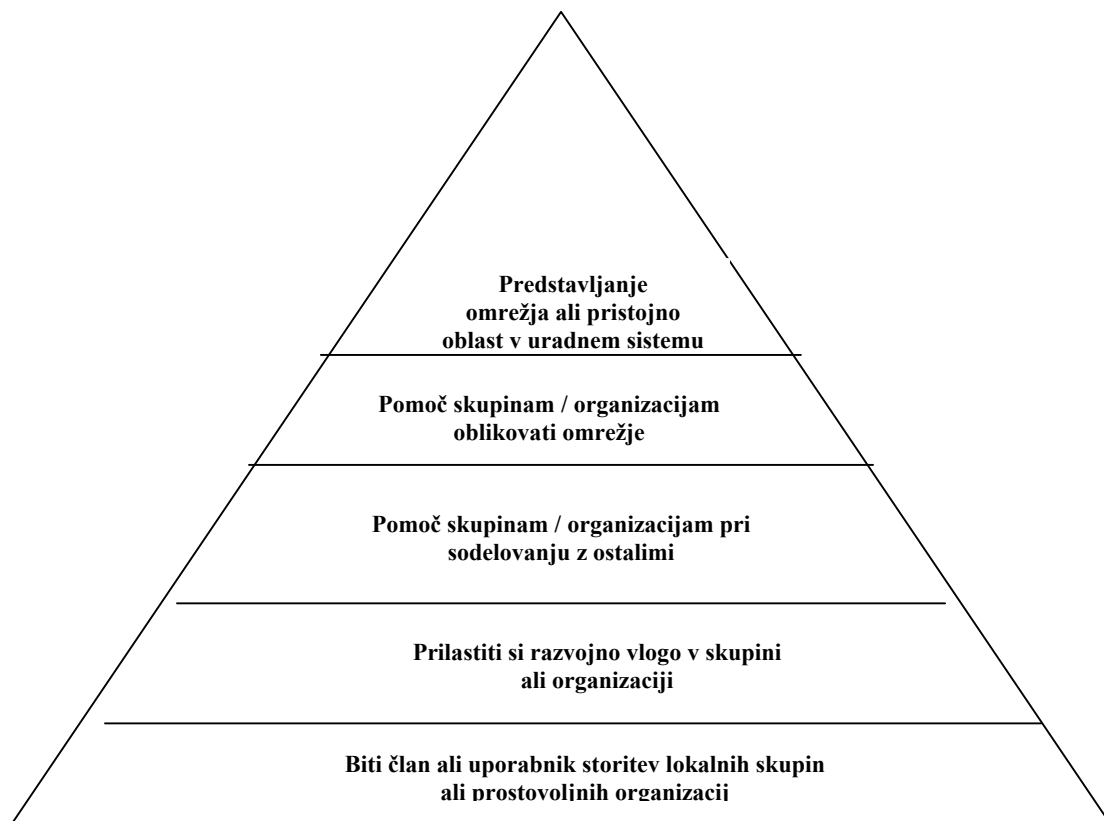 Predstavljanje
omrežja ali pristojno
oblast v uradnem sistemu
Pomoč skupinam / organizacijam
oblikovati omrežje
Pomoč skupinam / organizacijam pri
sodelovanju z ostalimi
Prilastiti si razvojno vlogo v skupini
ali organizaciji
Biti član ali uporabnik storitev lokalnih skupin
ali prostovoljnih organizacij